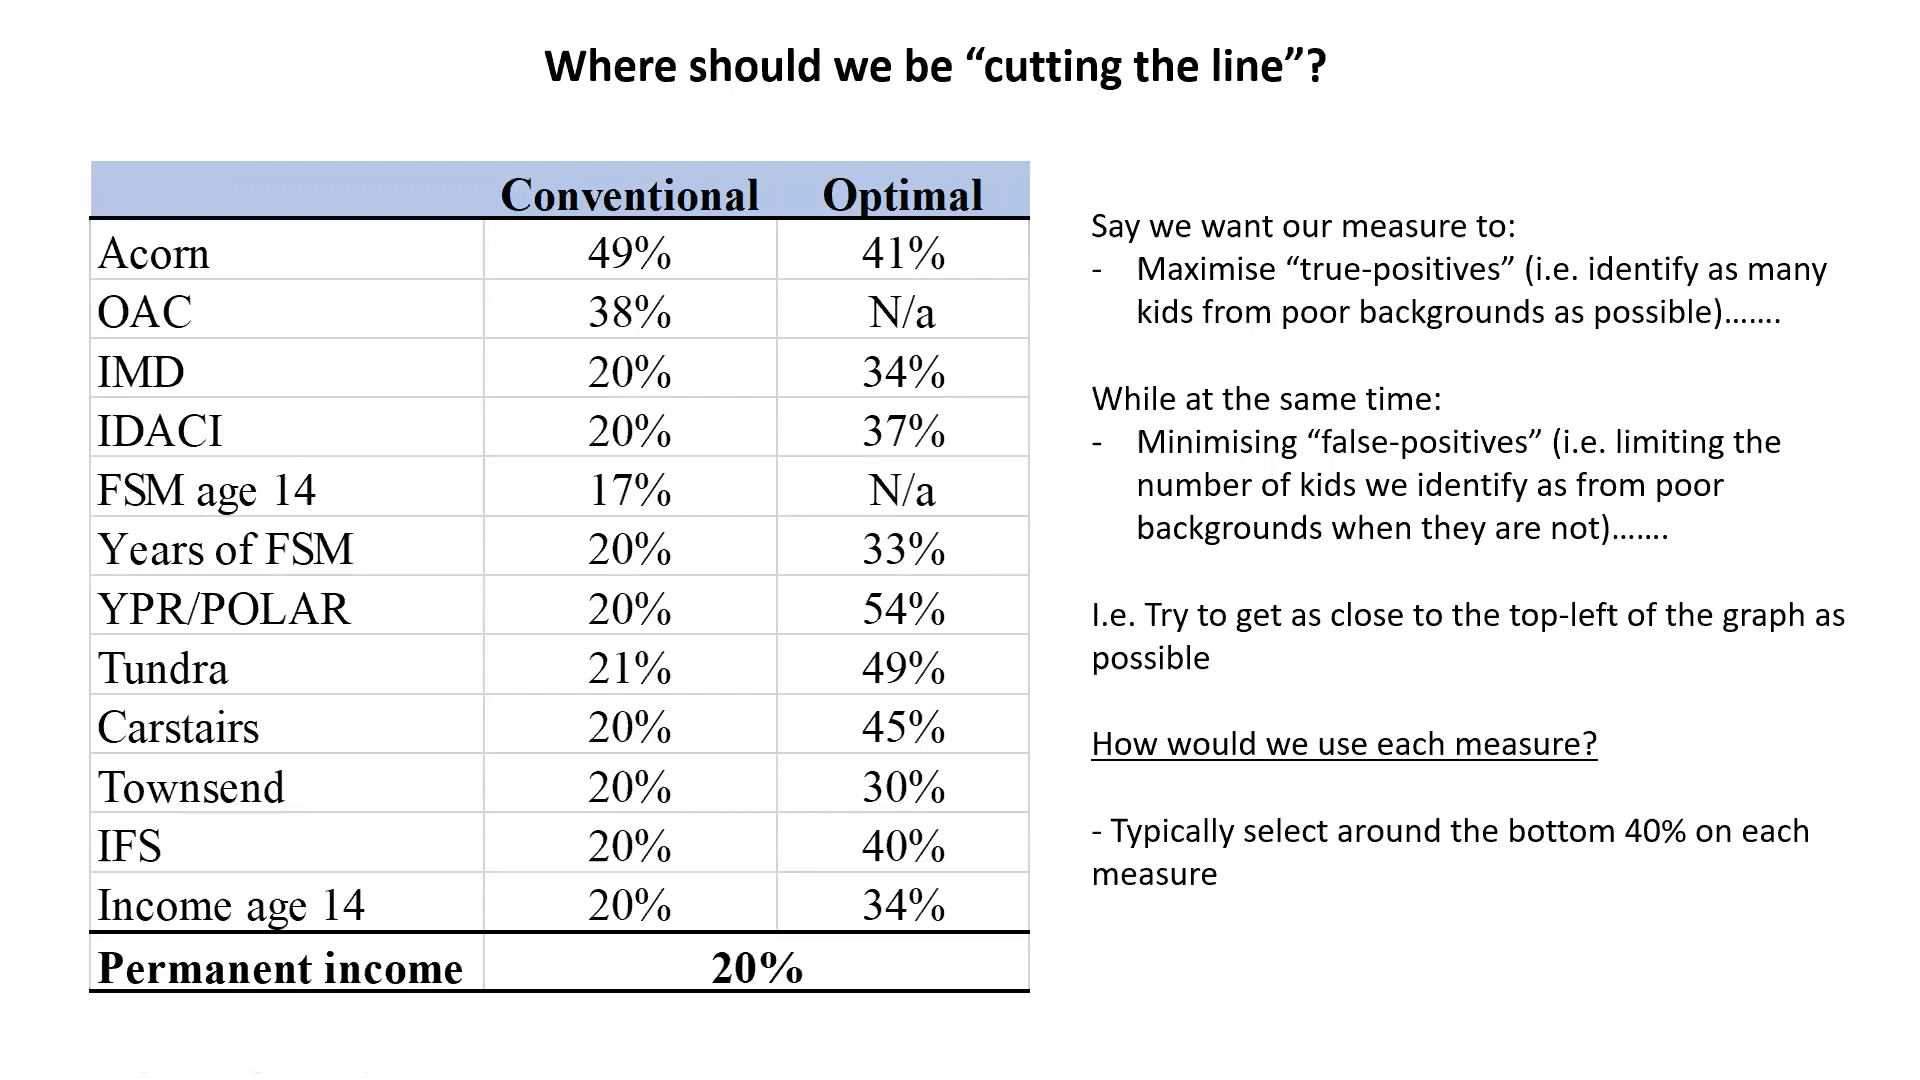 Where should we be “cutting the line”?
Conventional Optimal
Acorn 49% 41%
OAC 38% N/a
IMD 20% 34%
IDACI 20% 37%
FSM age 14 17% N/a
Years of FSM 20% 33%
YPR/POLAR 20% 54%
Tundra 21% 49%
Carstairs 20% 45%
Townsend 20% 30%
IFS 20% 40%
Income age 14 20% 34%
Permanent income 20%
Say we want our measure to:
- Maximise “true-positives” (i.e. identify as many
kids from poor backgrounds as possible)…….
While at the same time:
- Minimising “false-positives” (i.e. limiting the
number of kids we identify as from poor
backgrounds when they are not)…….
I.e. Try to get as close to the top-left of the graph as
possible
How would we use each measure?
- Typically select around the bottom 40% on each
measure